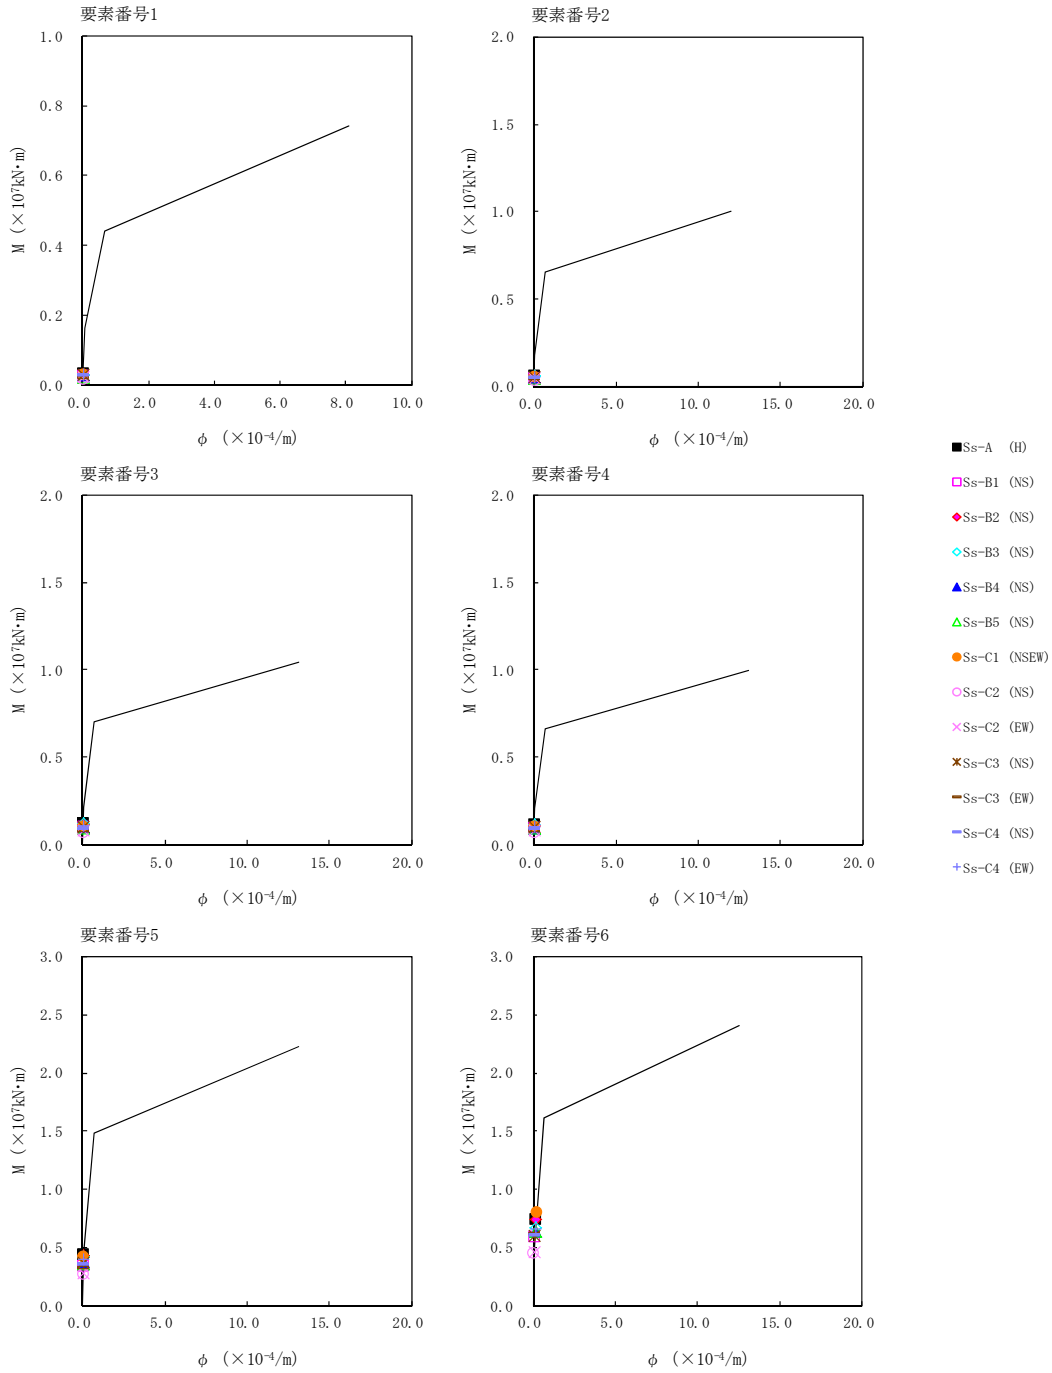 要素番号1
1.0
0.8
0.6
0.4
0.2
0.0
M (×10⁷kN・m)
0.0 2.0 4.0 6.0 8.0 10.0
φ (×10⁻⁴/m)
要素番号2
2.0
1.5
1.0
0.5
0.0
M (×10⁷kN・m)
0.0 5.0 10.0 15.0 20.0
φ (×10⁻⁴/m)
要素番号3
2.0
1.5
1.0
0.5
0.0
M (×10⁷kN・m)
0.0 5.0 10.0 15.0 20.0
φ (×10⁻⁴/m)
要素番号4
2.0
1.5
1.0
0.5
0.0
M (×10⁷kN・m)
0.0 5.0 10.0 15.0 20.0
φ (×10⁻⁴/m)
要素番号5
3.0
2.5
2.0
1.5
1.0
0.5
0.0
M (×10⁷kN・m)
0.0 5.0 10.0 15.0 20.0
φ (×10⁻⁴/m)
要素番号6
3.0
2.5
2.0
1.5
1.0
0.5
0.0
M (×10⁷kN・m)
0.0 5.0 10.0 15.0 20.0
φ (×10⁻⁴/m)
Ss-A (H)
Ss-B1 (NS)
Ss-B2 (NS)
Ss-B3 (NS)
Ss-B4 (NS)
Ss-B5 (NS)
Ss-C1 (NSEW)
Ss-C2 (NS)
Ss-C2 (EW)
Ss-C3 (NS)
Ss-C3 (EW)
Ss-C4 (NS)
Ss-C4 (EW)